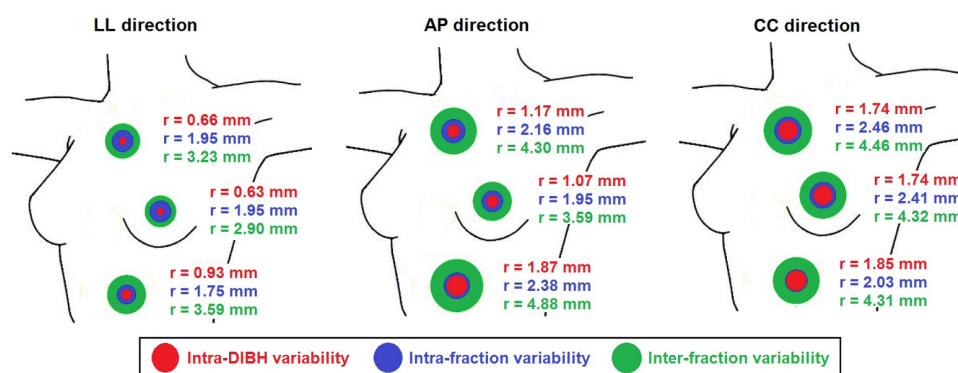 LL direction
r = 0.66 mm
r = 1.95 mm
r = 3.23 mm
r = 0.63 mm
r = 1.95 mm
r = 2.90 mm
r = 0.93 mm
r = 1.75 mm
r = 3.59 mm
AP direction
r = 1.17 mm
r = 2.16 mm
r = 4.30 mm
r = 1.07 mm
r = 1.95 mm
r = 3.59 mm
r = 1.87 mm
r = 2.38 mm
r = 4.88 mm
CC direction
r = 1.74 mm
r = 2.46 mm
r = 4.46 mm
r = 1.74 mm
r = 2.41 mm
r = 4.32 mm
r = 1.85 mm
r = 2.03 mm
r = 4.31 mm
Intra-DIBH variability
Intra-fraction variability
Inter-fraction variability